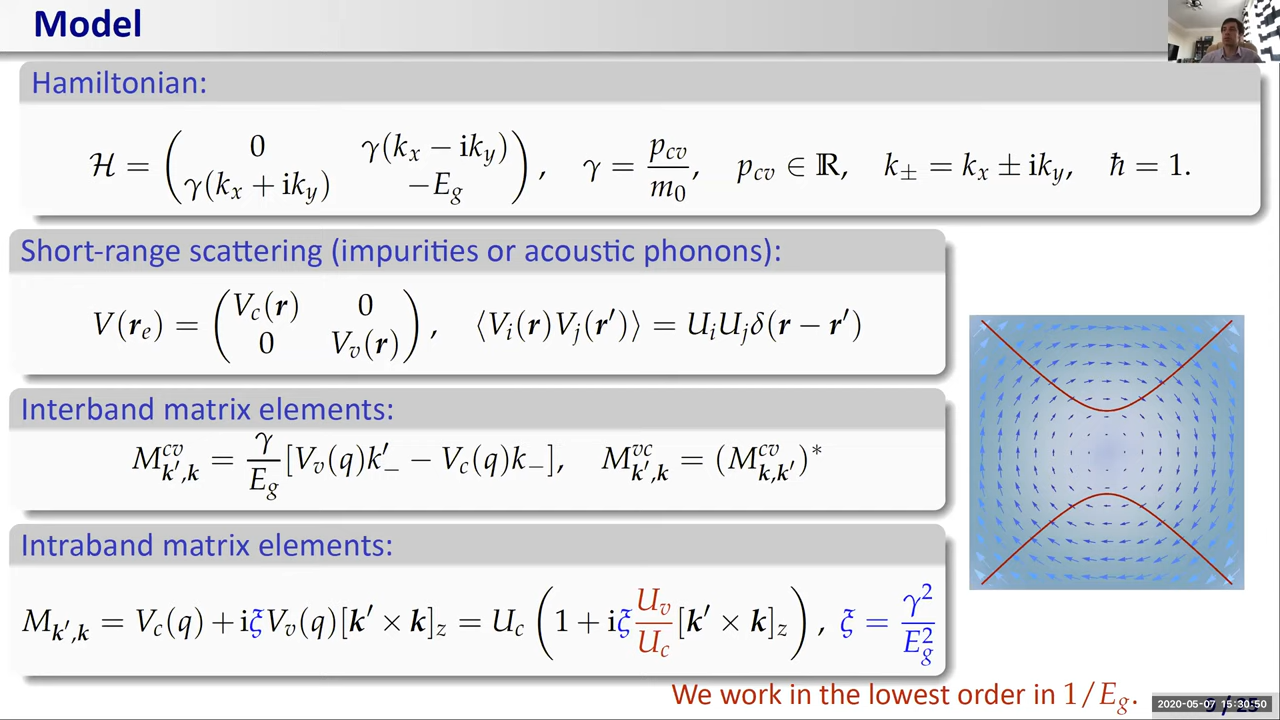 Model
Hamiltonian:
ℋ = ( 0   γ(kₓ − ik_y) ; γ(kₓ + ik_y)   −E_g ),   γ = p_cv / m₀,   p_cv ∈ ℝ,   k_± = kₓ ± ik_y,   ħ = 1.
Short-range scattering (impurities or acoustic phonons):
V(r_e) = ( V_c(r)   0 ; 0   V_v(r) ),   ⟨V_i(r)V_j(r′)⟩ = U_iU_jδ(r − r′)
Interband matrix elements:
M^{cv}_{k′,k} = γ/E_g [V_v(q)k′_− − V_c(q)k_−],   M^{vc}_{k′,k} = (M^{cv}_{k,k′})*
Intraband matrix elements:
M_{k′,k} = V_c(q) + iξV_v(q)[k′ × k]_z = U_c (1 + iξ U_v/U_c [k′ × k]_z),   ξ = γ²/E_g²
We work in the lowest order in 1/E_g.
2020-05-07 15:30:50